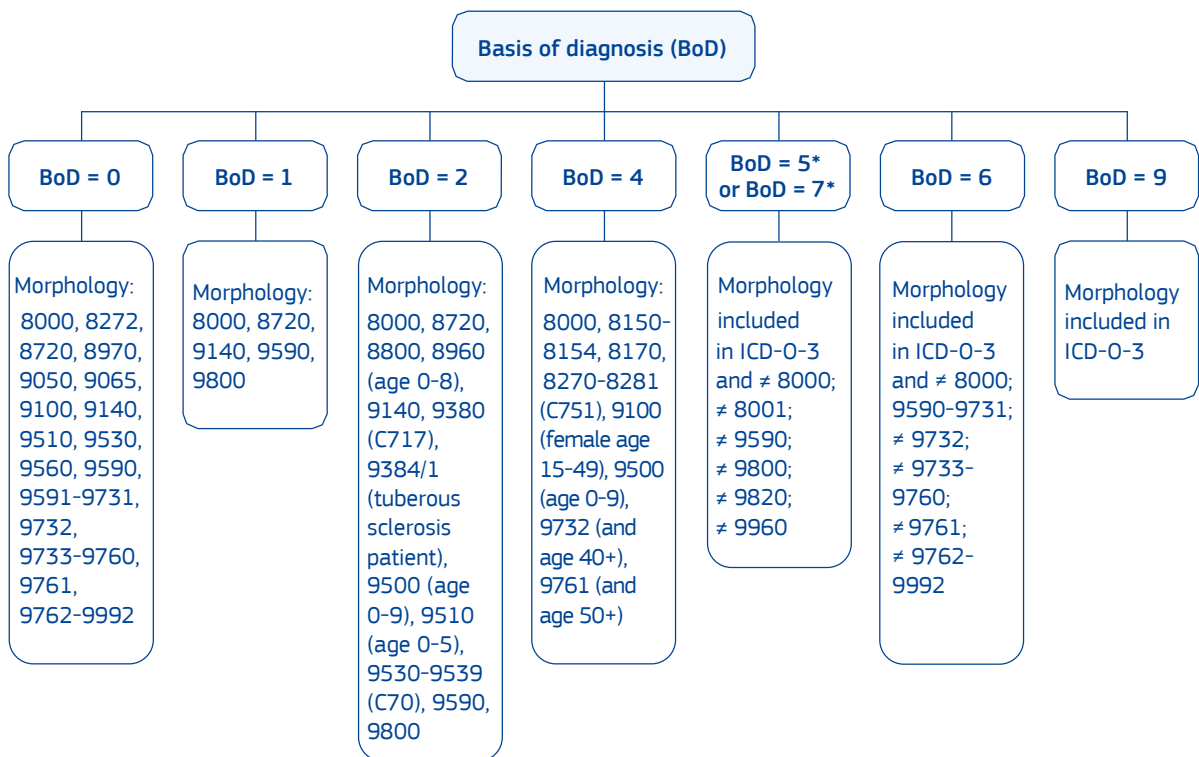 Basis of diagnosis (BoD)
BoD = 0
BoD = 1
BoD = 2
BoD = 4
BoD = 5*
or BoD = 7*
BoD = 6
BoD = 9
Morphology:
8000, 8272,
8720, 8970,
9050, 9065,
9100, 9140,
9510, 9530,
9560, 9590,
9591-9731,
9732,
9733-9760,
9761,
9762-9992
Morphology:
8000, 8720,
9140, 9590,
9800
Morphology:
8000, 8720,
8800, 8960
(age 0-8),
9140, 9380
(C717),
9384/1
(tuberous
sclerosis
patient),
9500 (age
0-9), 9510
(age 0-5),
9530-9539
(C70), 9590,
9800
Morphology:
8000, 8150-
8154, 8170,
8270-8281
(C751), 9100
(female age
15-49), 9500
(age 0-9),
9732 (and
age 40+),
9761 (and
age 50+)
Morphology
included
in ICD-O-3
and ≠ 8000;
≠ 8001;
≠ 9590;
≠ 9800;
≠ 9820;
≠ 9960
Morphology
included
in ICD-O-3
and ≠ 8000;
9590-9731;
≠ 9732;
≠ 9733-
9760;
≠ 9761;
≠ 9762-
9992
Morphology
included in
ICD-O-3